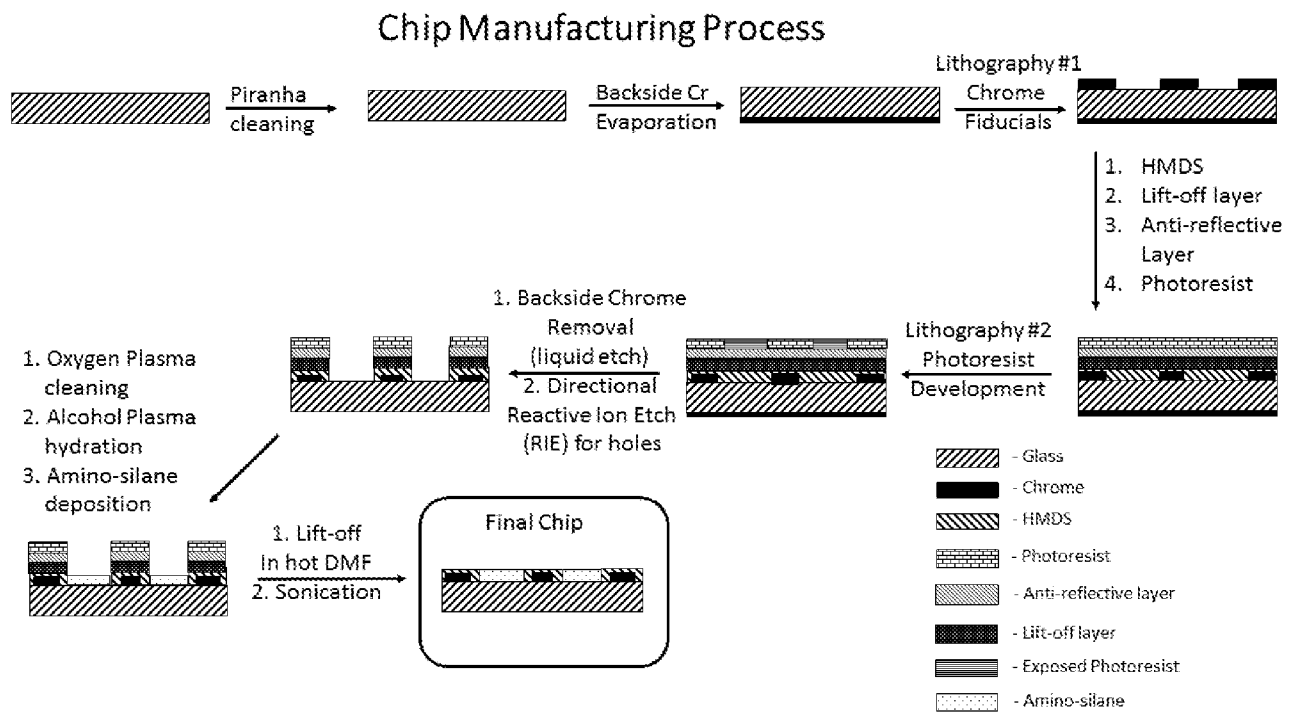 Chip Manufacturing Process
Piranha
cleaning
Backside Cr
Evaporation
Lithography #1
Chrome
Fiducials
1. HMDS
2. Lift-off layer
3. Anti-reflective
Layer
4. Photoresist
Lithography #2
Photoresist
Development
1. Backside Chrome
Removal
(liquid etch)
2. Directional
Reactive Ion Etch
(RIE) for holes
1. Oxygen Plasma
cleaning
2. Alcohol Plasma
hydration
3. Amino-silane
deposition
1. Lift-off
In hot DMF
2. Sonication
Final Chip
- Glass
- Chrome
- HMDS
- Photoresist
- Anti-reflective layer
- Lift-off layer
- Exposed Photoresist
- Amino-silane